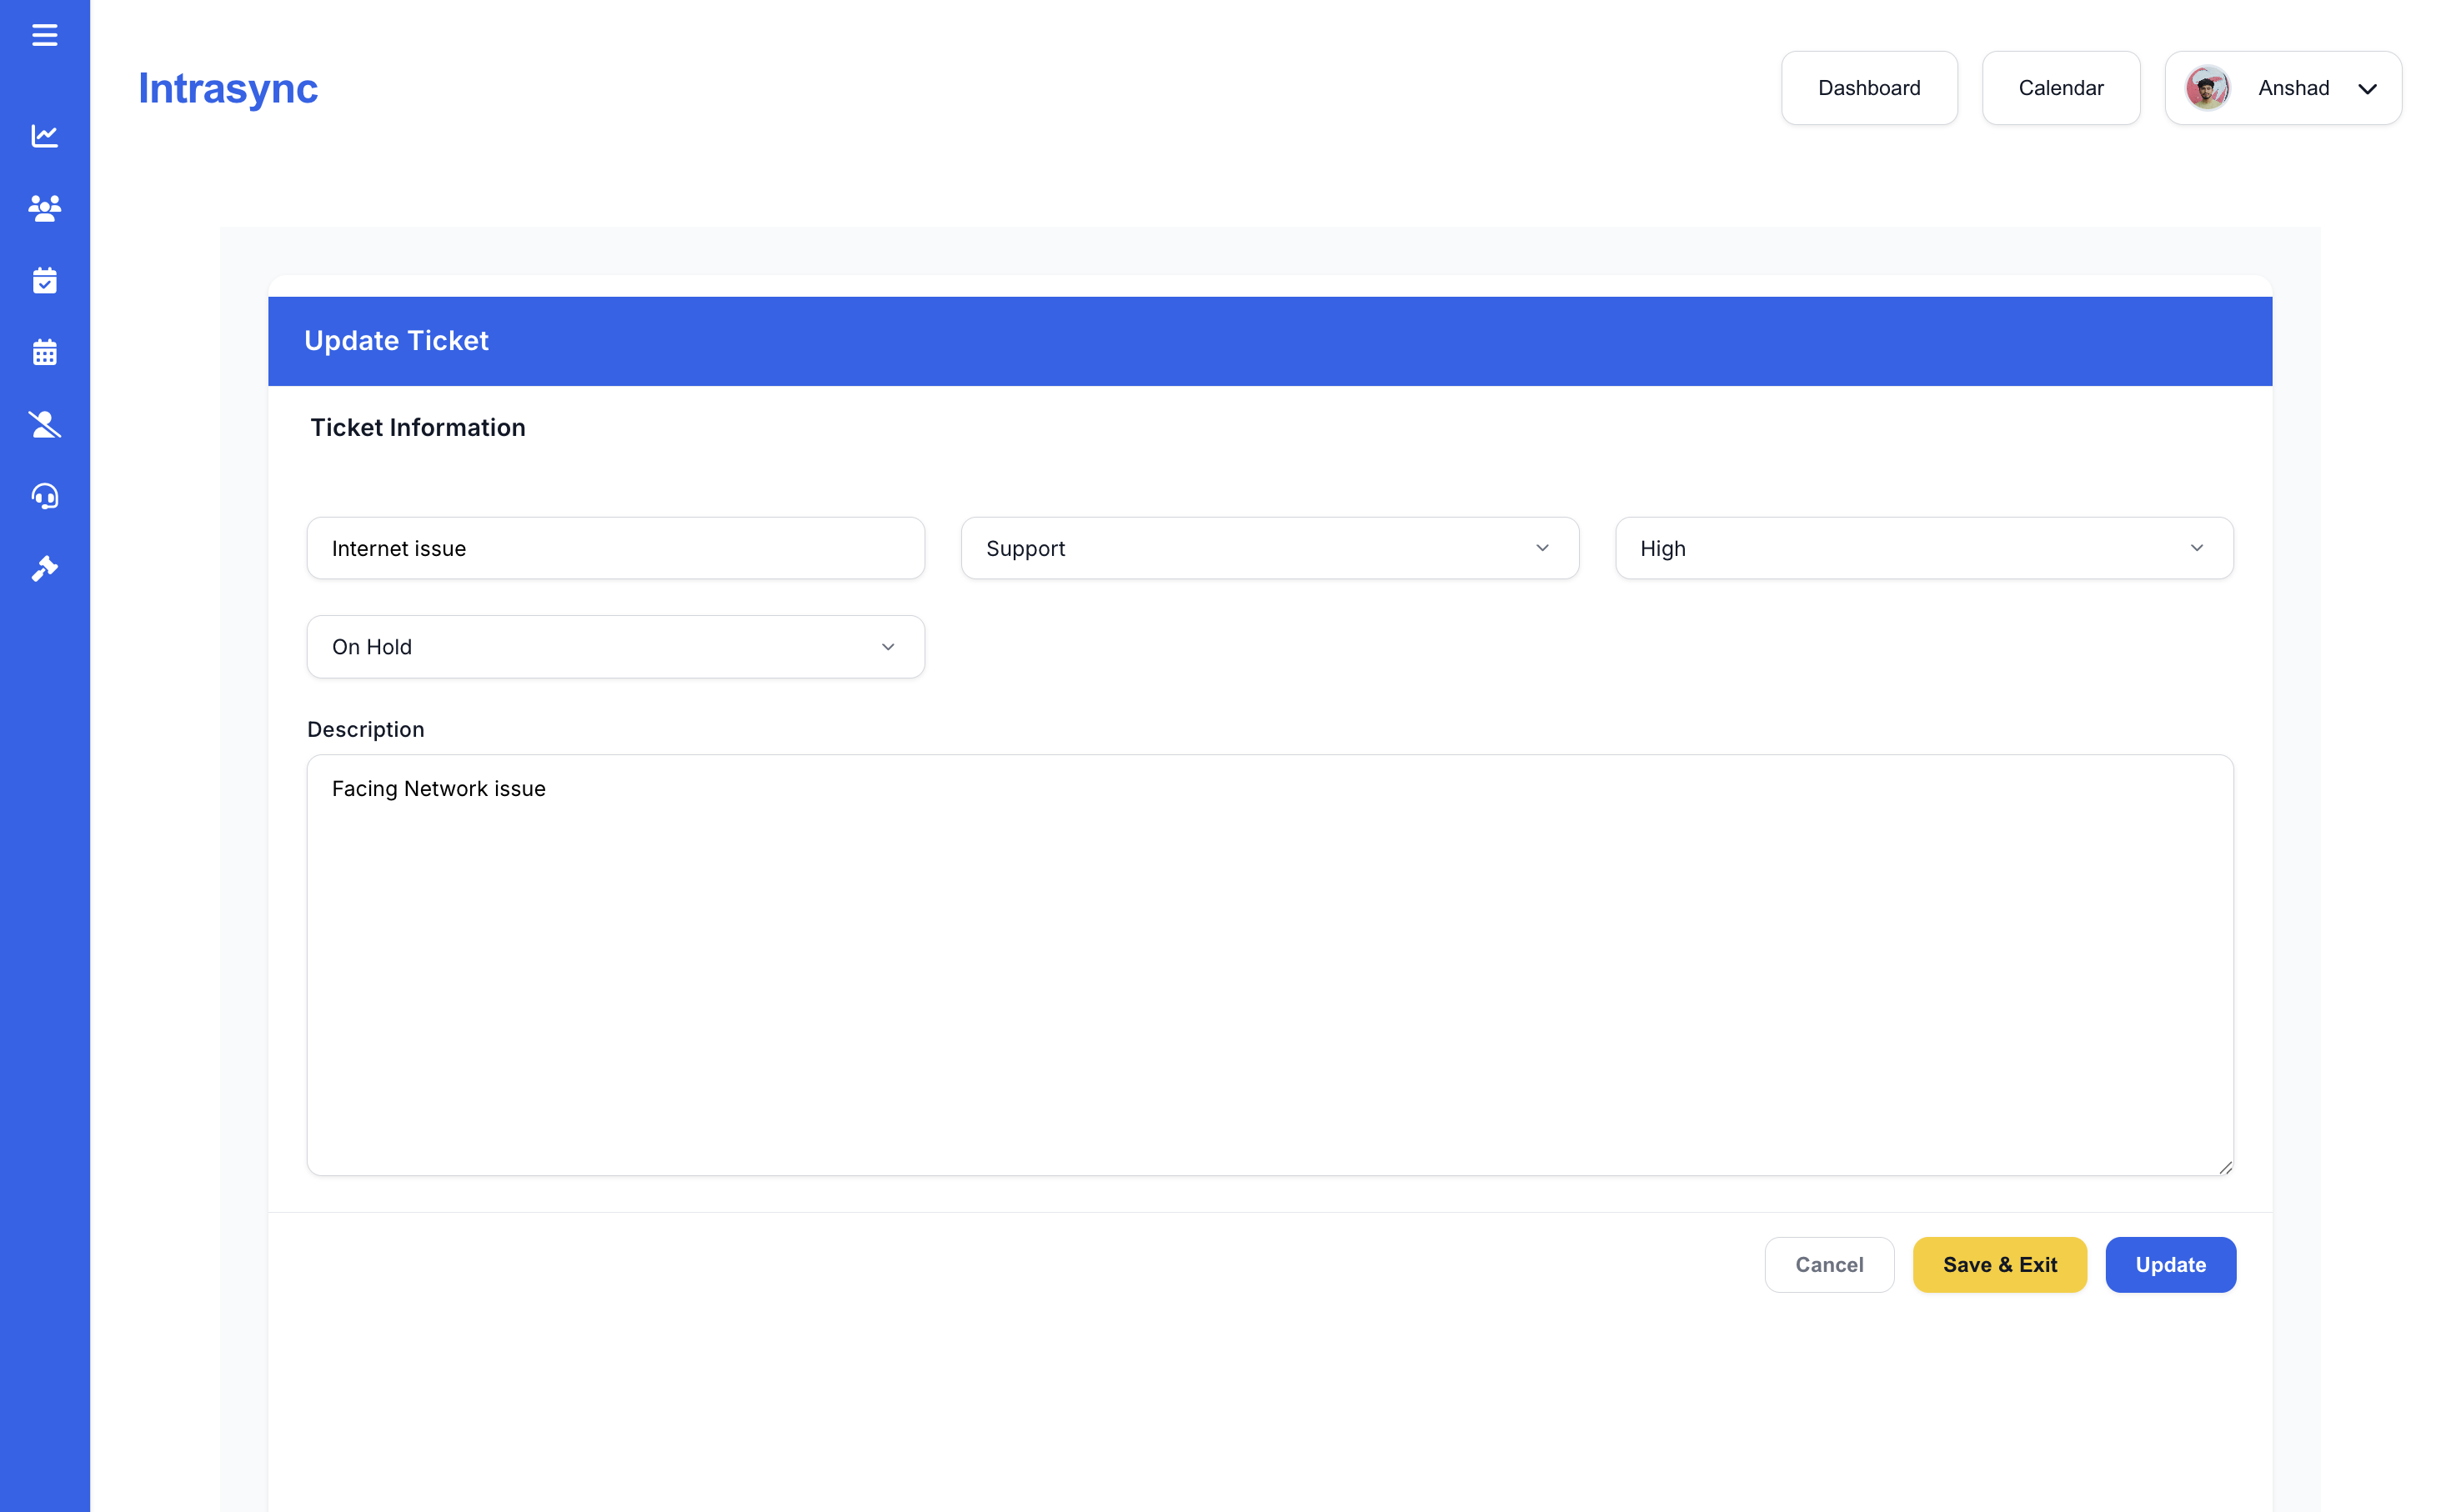 Intrasync
Dashboard
Calendar
Anshad
Update Ticket
Ticket Information
Internet issue
Support
High
On Hold
Description
Facing Network issue
Cancel
Save & Exit
Update